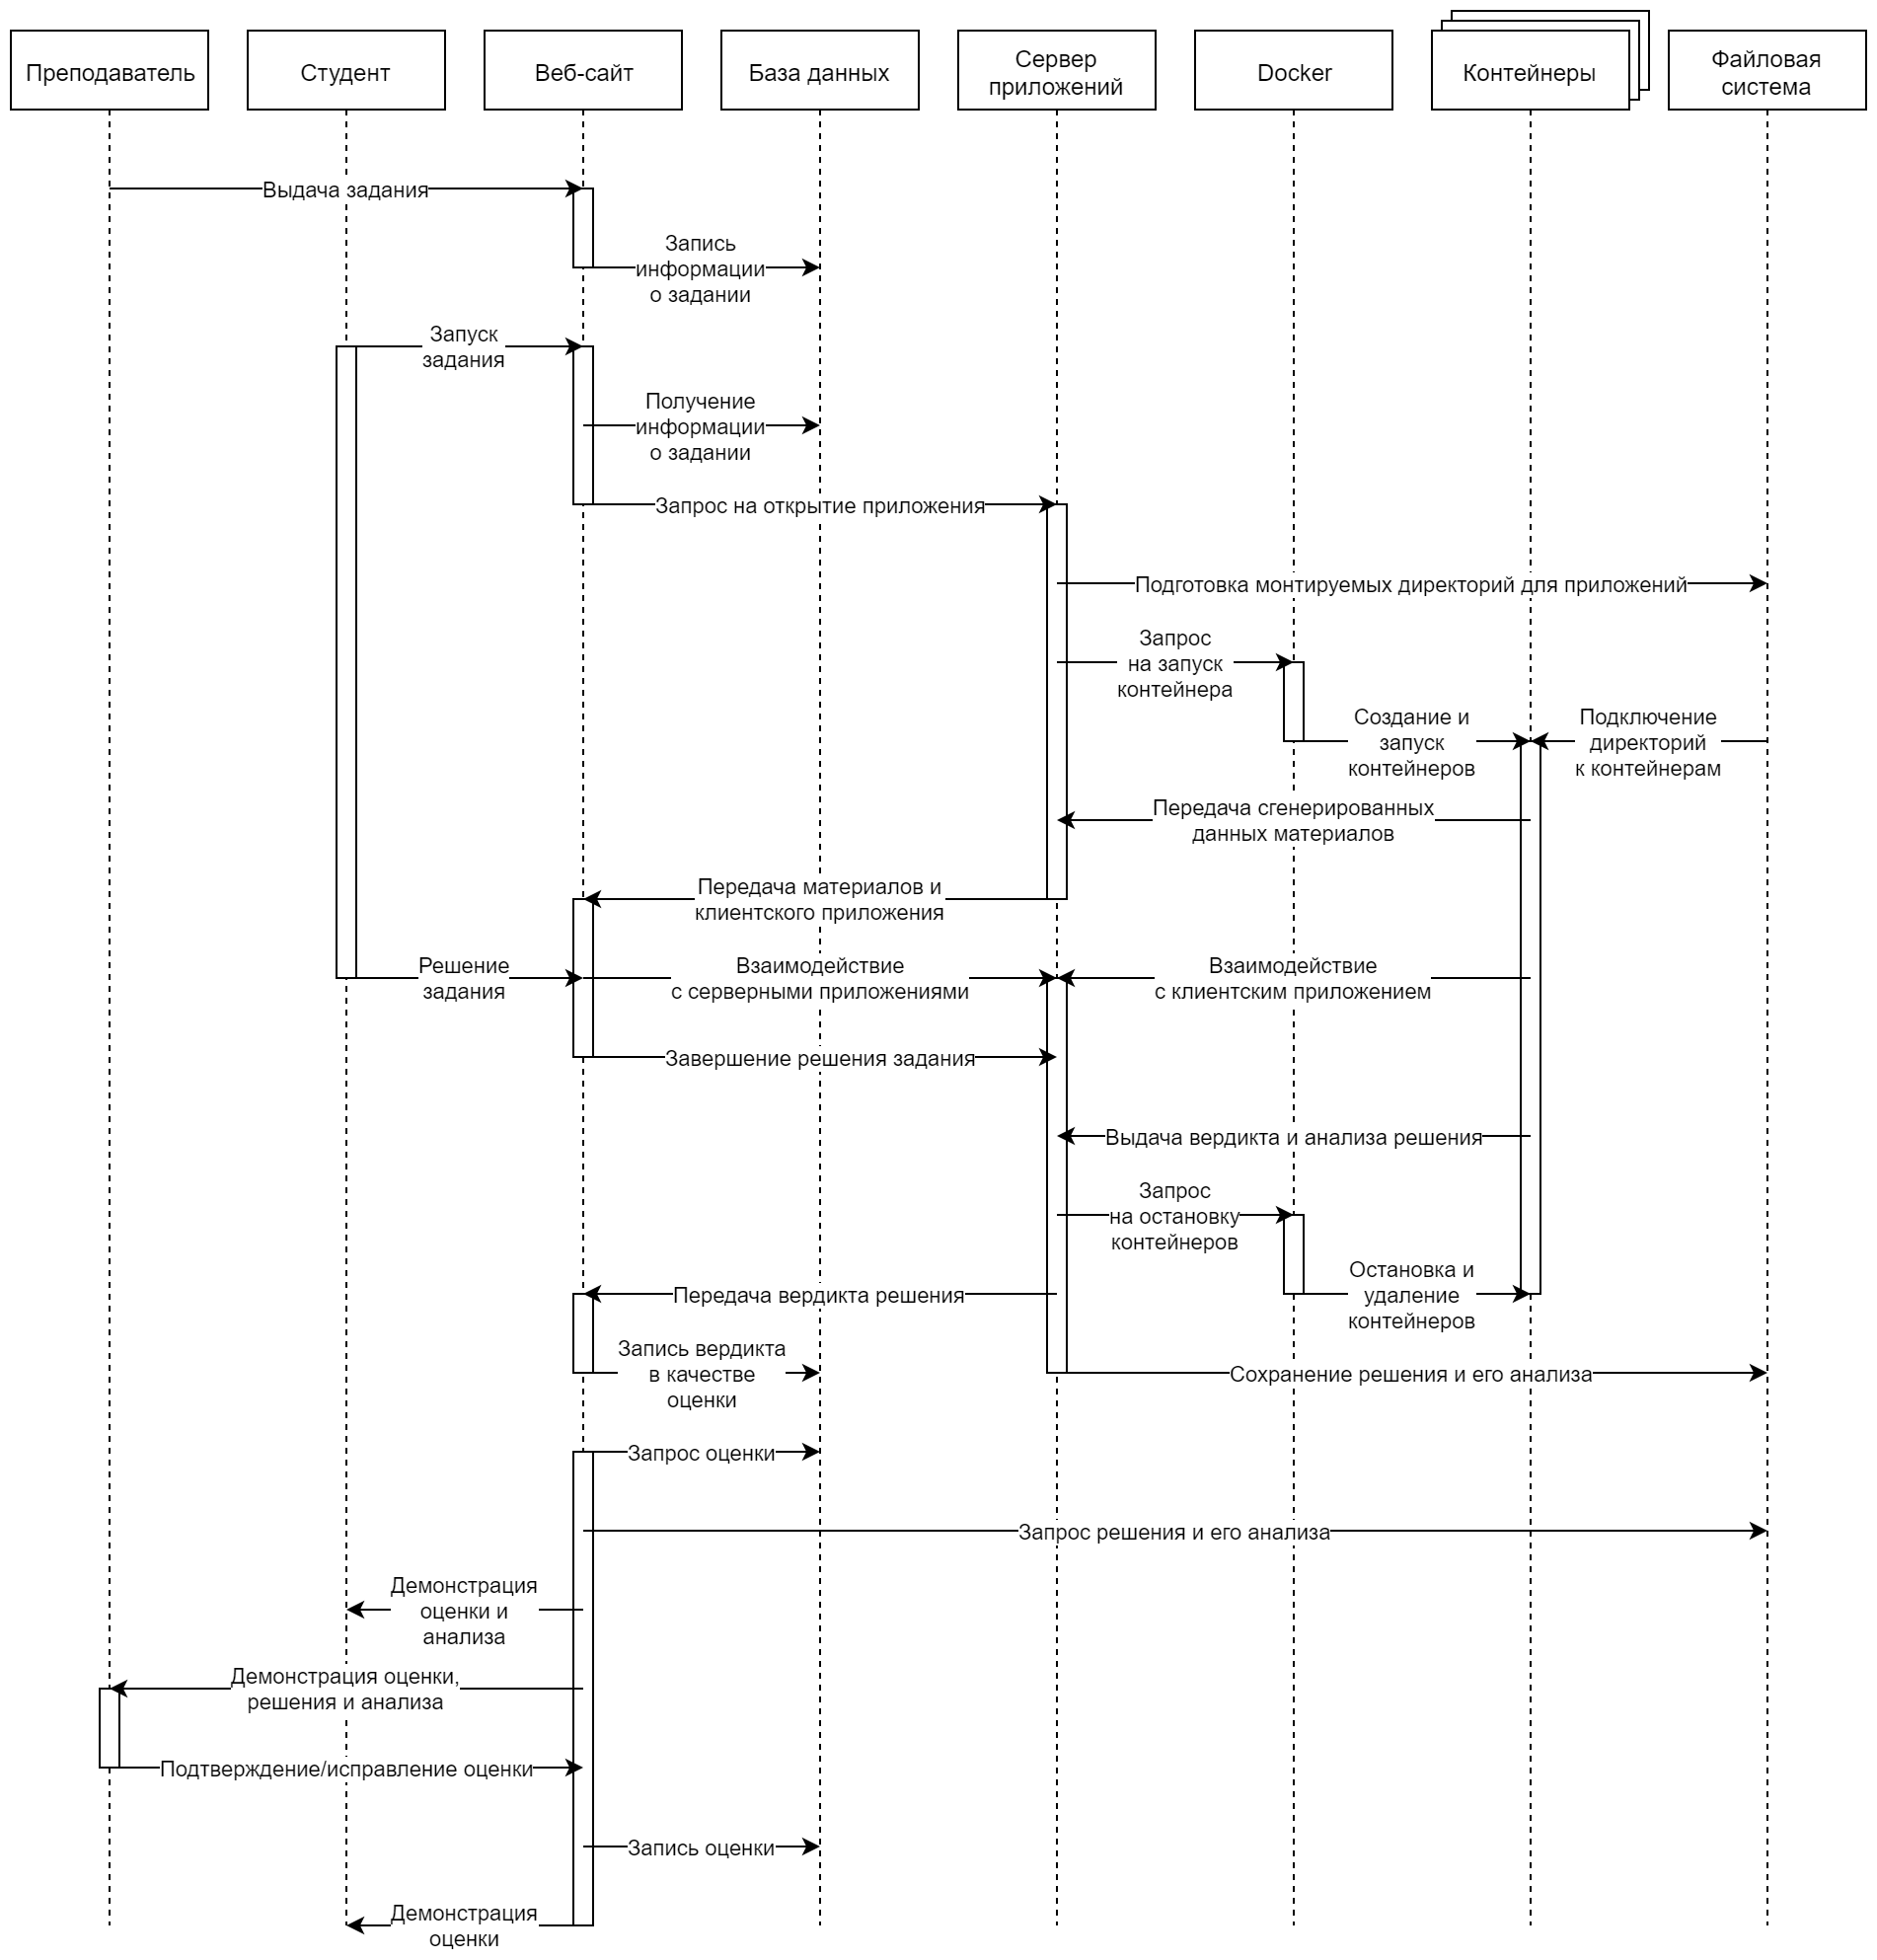 Преподаватель
Студент
Веб-сайт
База данных
Сервер
приложений
Docker
Контейнеры
Файловая
система
Выдача задания
Запись
информации
о задании
Запуск
задания
Получение
информации
о задании
Запрос на открытие приложения
Подготовка монтируемых директорий для приложений
Запрос
на запуск
контейнера
Создание и
запуск
контейнеров
Подключение
директорий
к контейнерам
Передача сгенерированных
данных материалов
Передача материалов и
клиентского приложения
Решение
задания
Взаимодействие
с серверными приложениями
Взаимодействие
с клиентским приложением
Завершение решения задания
Выдача вердикта и анализа решения
Запрос
на остановку
контейнеров
Остановка и
удаление
контейнеров
Передача вердикта решения
Запись вердикта
в качестве
оценки
Сохранение решения и его анализа
Запрос оценки
Запрос решения и его анализа
Демонстрация
оценки и
анализа
Демонстрация оценки,
решения и анализа
Подтверждение/исправление оценки
Запись оценки
Демонстрация
оценки